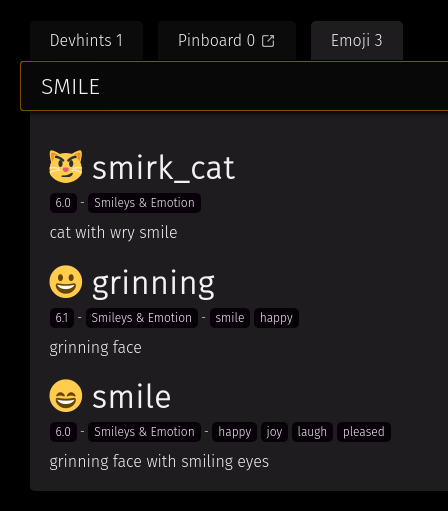 Devhints 1 Pinboard 0 Emoji 3
SMILE
smirk_cat
6.0 - Smileys & Emotion
cat with wry smile
grinning
6.1 - Smileys & Emotion - smile happy
grinning face
smile
6.0 - Smileys & Emotion - happy joy laugh pleased
grinning face with smiling eyes